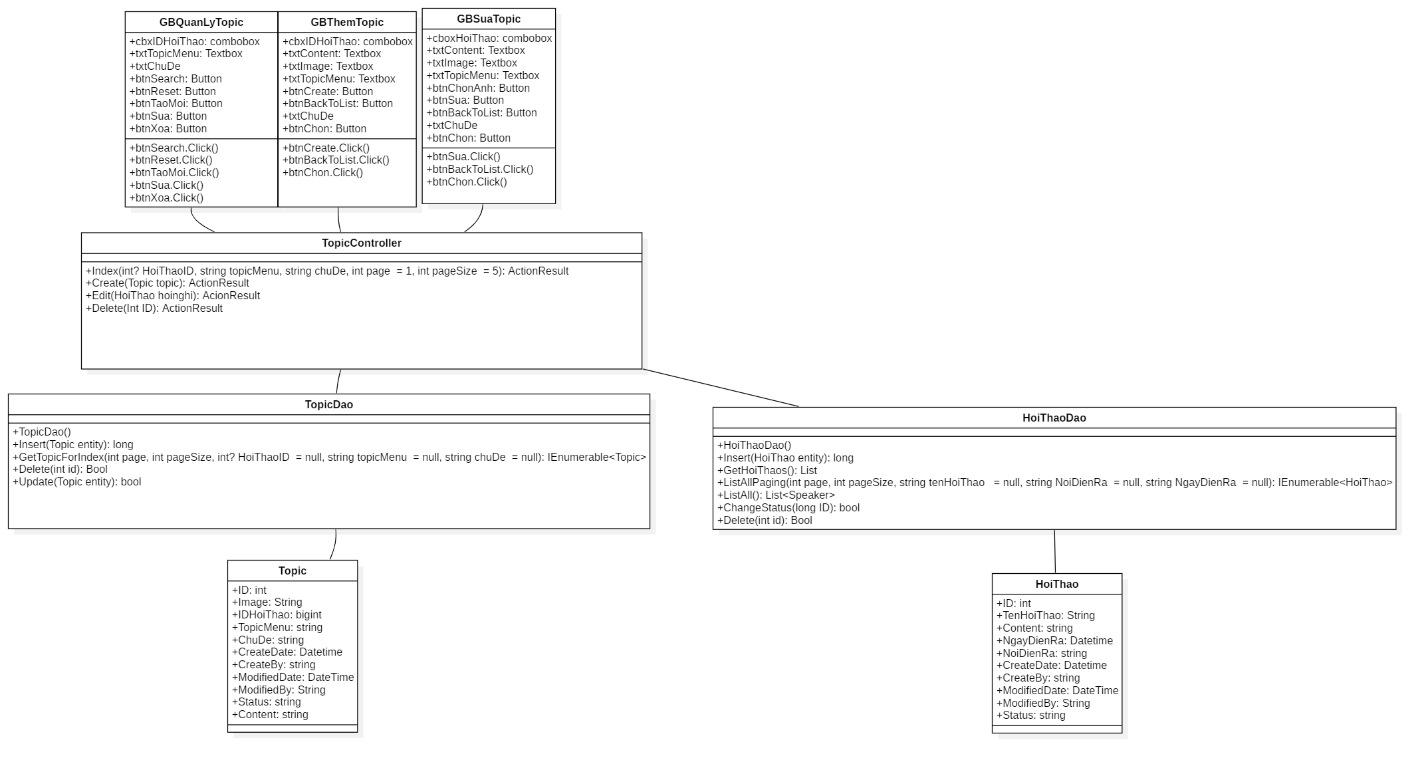 GBQuanLyTopic
+cbxIDHoiThao: combobox
+txtTopicMenu: Textbox
+txtChuDe
+btnSearch: Button
+btnReset: Button
+btnTaoMoi: Button
+btnSua: Button
+btnXoa: Button
+btnSearch.Click()
+btnReset.Click()
+btnTaoMoi.Click()
+btnSua.Click()
+btnXoa.Click()
GBThemTopic
+cbxIDHoiThao: combobox
+txtContent: Textbox
+txtImage: Textbox
+txtTopicMenu: Textbox
+btnCreate: Button
+btnBackToList: Button
+txtChuDe
+btnChon: Button
+btnCreate.Click()
+btnBackToList.Click()
+btnChon.Click()
GBSuaTopic
+cboxHoiThao: combobox
+txtContent: Textbox
+txtImage: Textbox
+txtTopicMenu: Textbox
+btnChonAnh: Button
+btnSua: Button
+btnBackToList: Button
+txtChuDe
+btnChon: Button
+btnSua.Click()
+btnBackToList.Click()
+btnChon.Click()
TopicController
+Index(int? HoiThaoID, string topicMenu, string chuDe, int page = 1, int pageSize = 5): ActionResult
+Create(Topic topic): ActionResult
+Edit(HoiThao hoinghi): AcionResult
+Delete(Int ID): ActionResult
TopicDao
+TopicDao()
+Insert(Topic entity): long
+GetTopicForIndex(int page, int pageSize, int? HoiThaoID = null, string topicMenu = null, string chuDe = null): IEnumerable<Topic>
+Delete(int id): Bool
+Update(Topic entity): bool
HoiThaoDao
+HoiThaoDao()
+Insert(HoiThao entity): long
+GetHoiThaos(): List
+ListAllPaging(int page, int pageSize, string tenHoiThao = null, string NoiDienRa = null, string NgayDienRa = null): IEnumerable<HoiThao>
+ListAll(): List<Speaker>
+ChangeStatus(long ID): bool
+Delete(int id): Bool
Topic
+ID: int
+Image: String
+IDHoiThao: bigint
+TopicMenu: string
+ChuDe: string
+CreateDate: Datetime
+CreateBy: string
+ModifiedDate: DateTime
+ModifiedBy: String
+Status: string
+Content: string
HoiThao
+ID: int
+TenHoiThao: String
+Content: string
+NgayDienRa: Datetime
+NoiDienRa: string
+CreateDate: Datetime
+CreateBy: string
+ModifiedDate: DateTime
+ModifiedBy: String
+Status: string